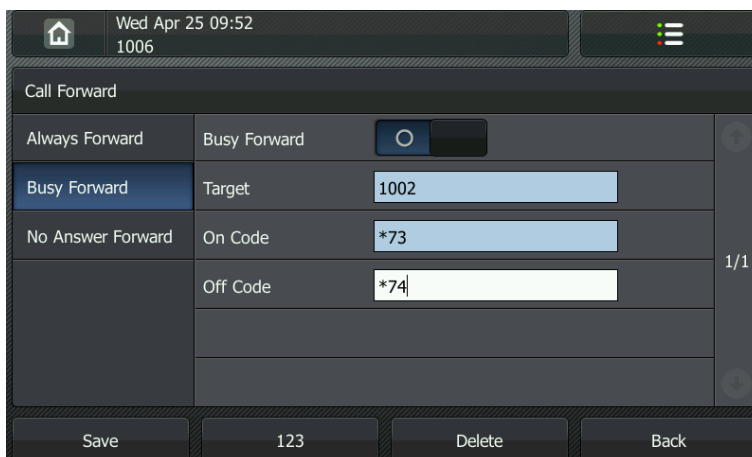 Wed Apr 25 09:52
1006
Call Forward
Always Forward
Busy Forward
Busy Forward
Target
1002
No Answer Forward
On Code
*73
Off Code
*74
1/1
Save
123
Delete
Back